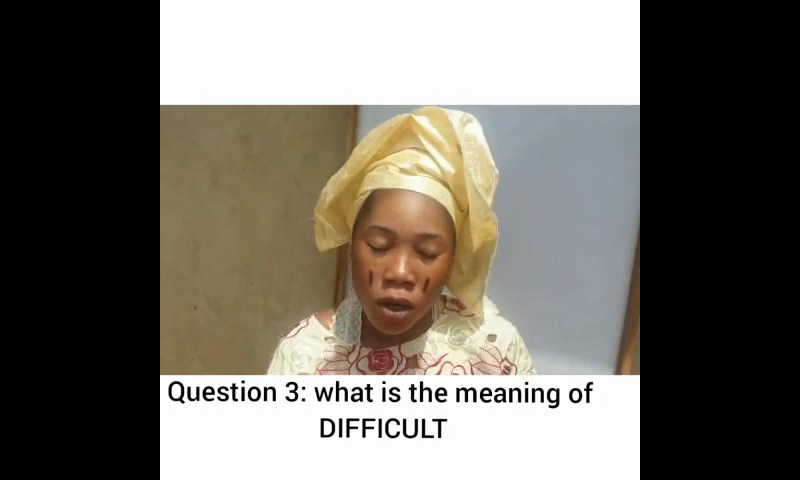 Question 3: what is the meaning of
DIFFICULT